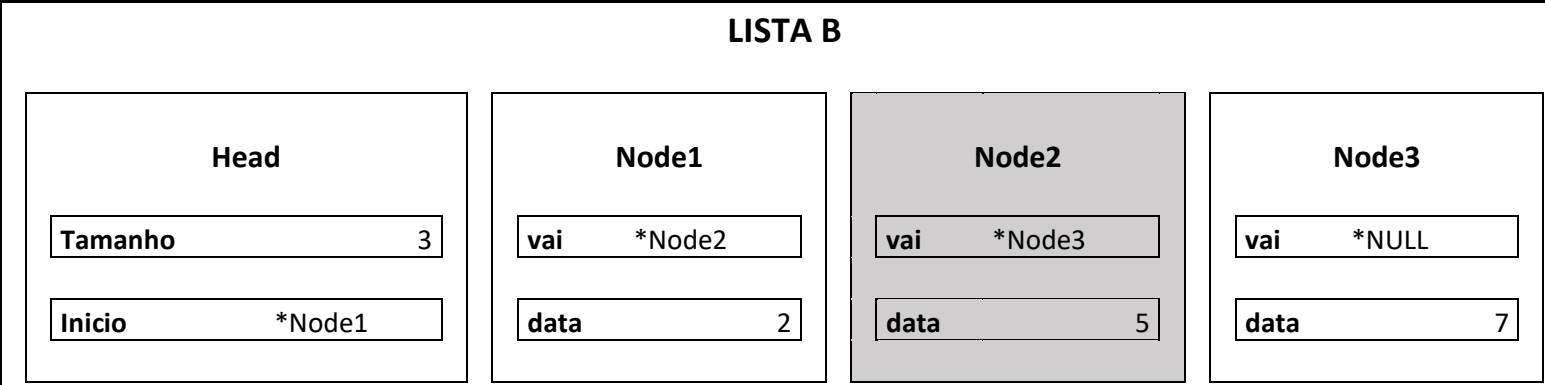 LISTA B
Head
Node1
Node2
Node3
Tamanho 3
vai *Node2
vai *Node3
vai *NULL
Inicio *Node1
data 2
data 5
data 7